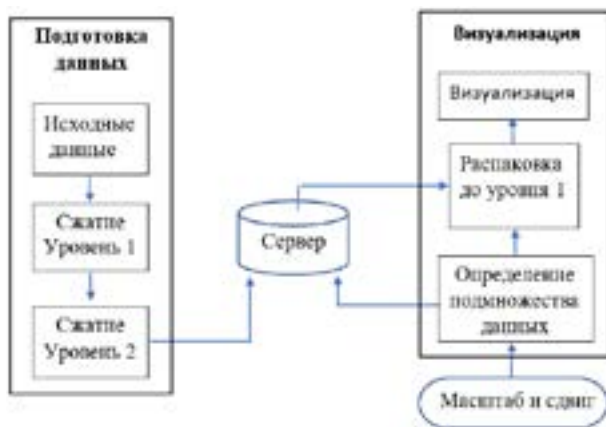 Подготовка
данных
Исходные
данные
Сжатие
Уровень 1
Сжатие
Уровень 2
Сервер
Визуализация
Визуализация
Распаковка
до уровня 1
Определение
подмножества
данных
Масштаб и сдвиг